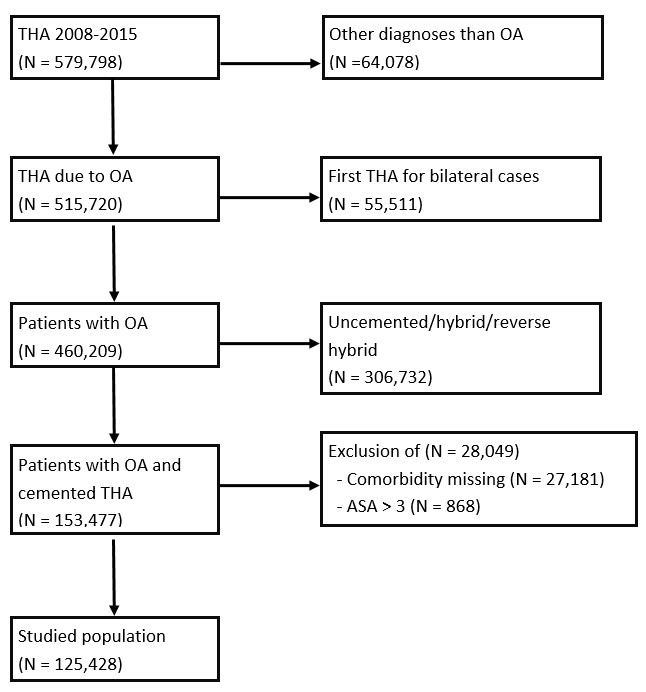 THA 2008-2015
(N = 579,798)
Other diagnoses than OA
(N =64,078)
THA due to OA
(N = 515,720)
First THA for bilateral cases
(N = 55,511)
Patients with OA
(N = 460,209)
Uncemented/hybrid/reverse
hybrid
(N = 306,732)
Patients with OA and
cemented THA
(N = 153,477)
Exclusion of (N = 28,049)
- Comorbidity missing (N = 27,181)
- ASA > 3 (N = 868)
Studied population
(N = 125,428)